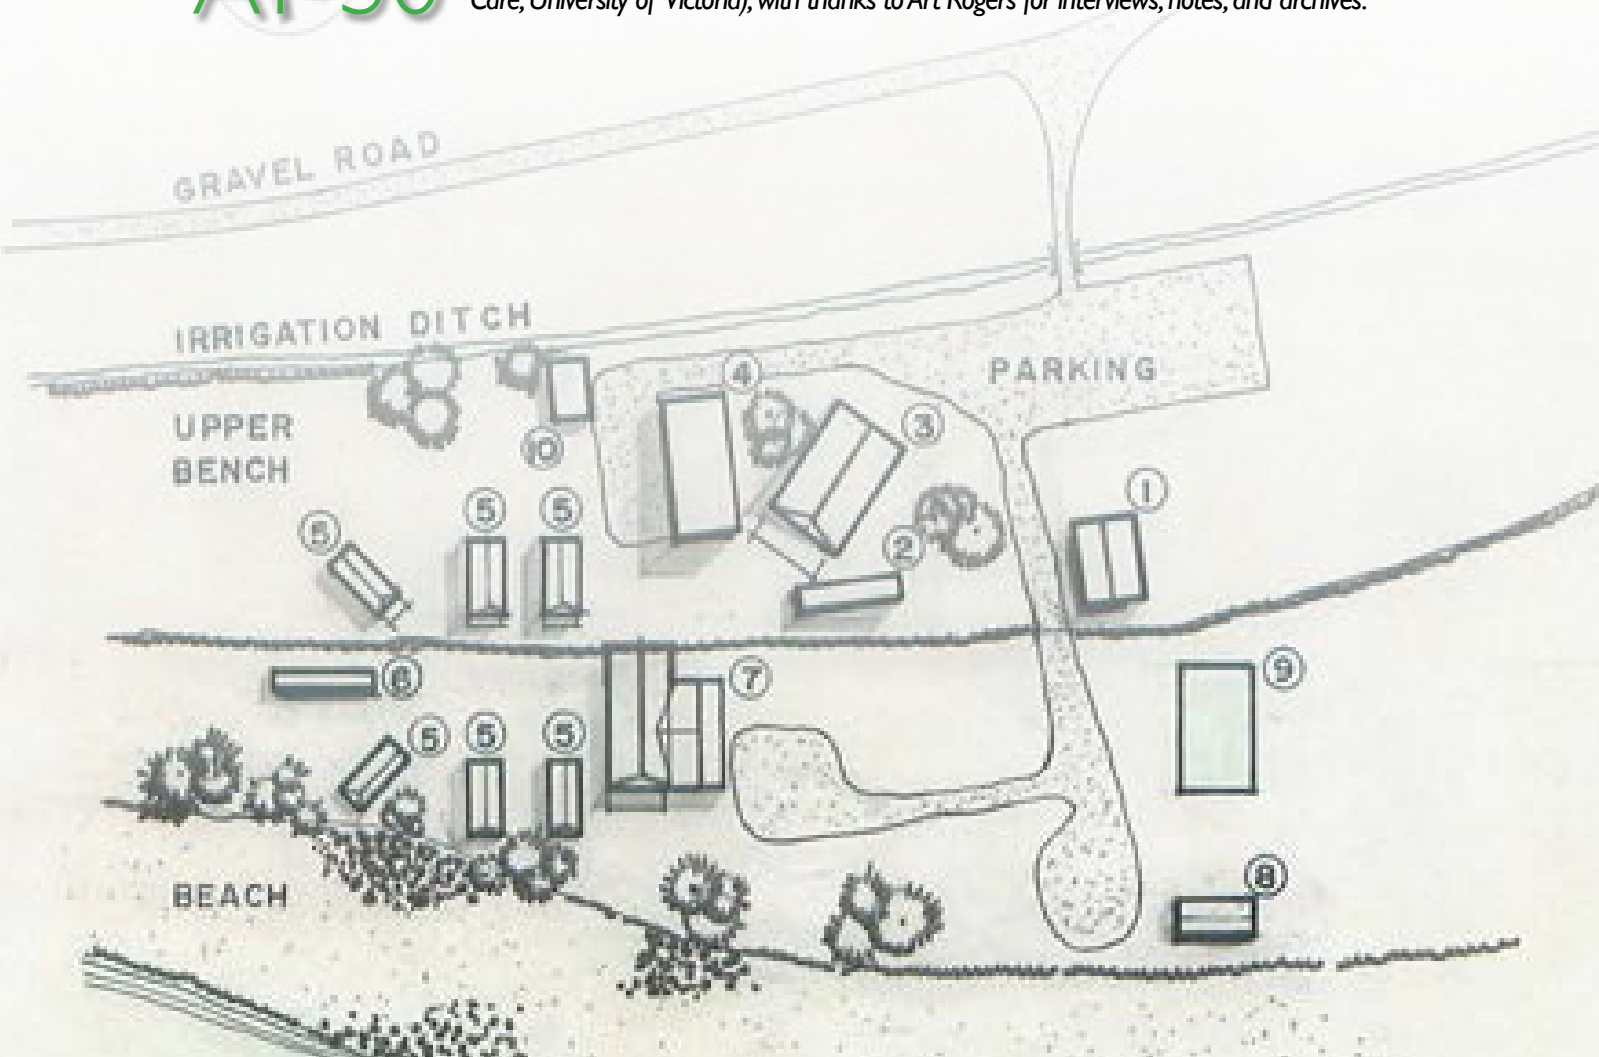 Care, University of Victoria), with thanks to Art Rogers for interviews, notes, and archives.
GRAVEL ROAD
IRRIGATION DITCH
PARKING
UPPER
BENCH
4
3
10
1
5
5
5
2
6
7
9
5
5
5
8
BEACH